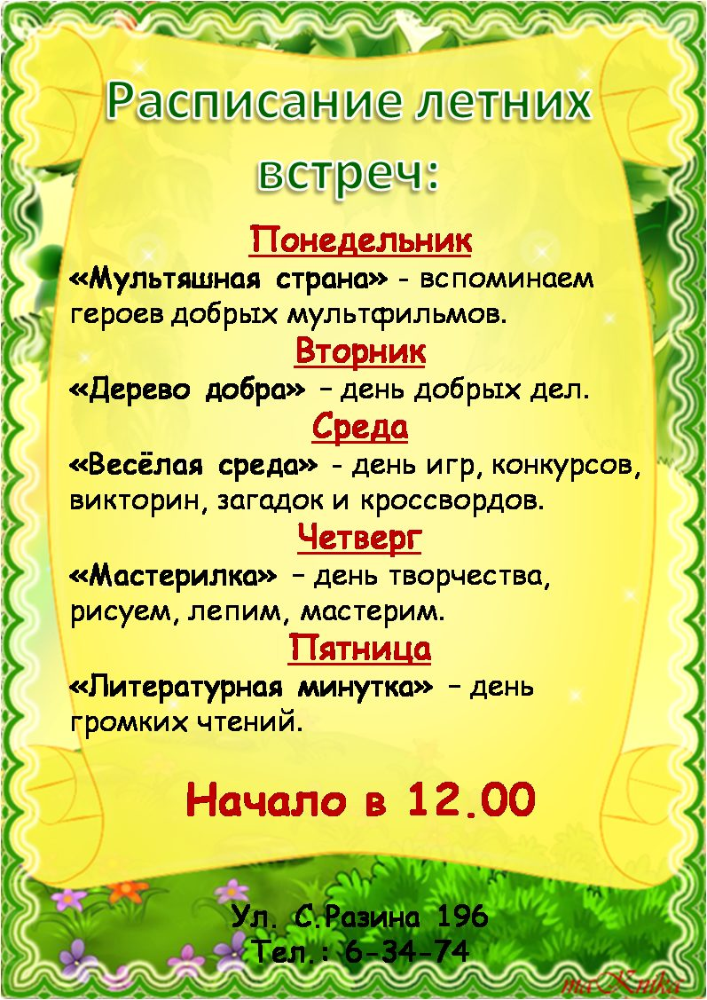 Расписание летних
встреч:
Понедельник
«Мультяшная страна» - вспоминаем
героев добрых мультфильмов.
Вторник
«Дерево добра» – день добрых дел.
Среда
«Весёлая среда» - день игр, конкурсов,
викторин, загадок и кроссвордов.
Четверг
«Мастерилка» – день творчества,
рисуем, лепим, мастерим.
Пятница
«Литературная минутка» – день
громких чтений.
Начало в 12.00
Ул. С.Разина 196
Тел.: 6-34-74
maKnika